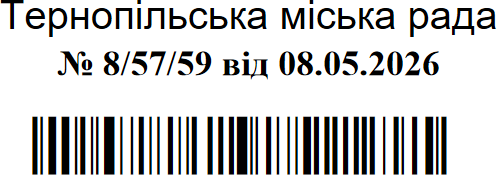 Тернопільська міська рада
№ 8/57/59 від 08.05.2026